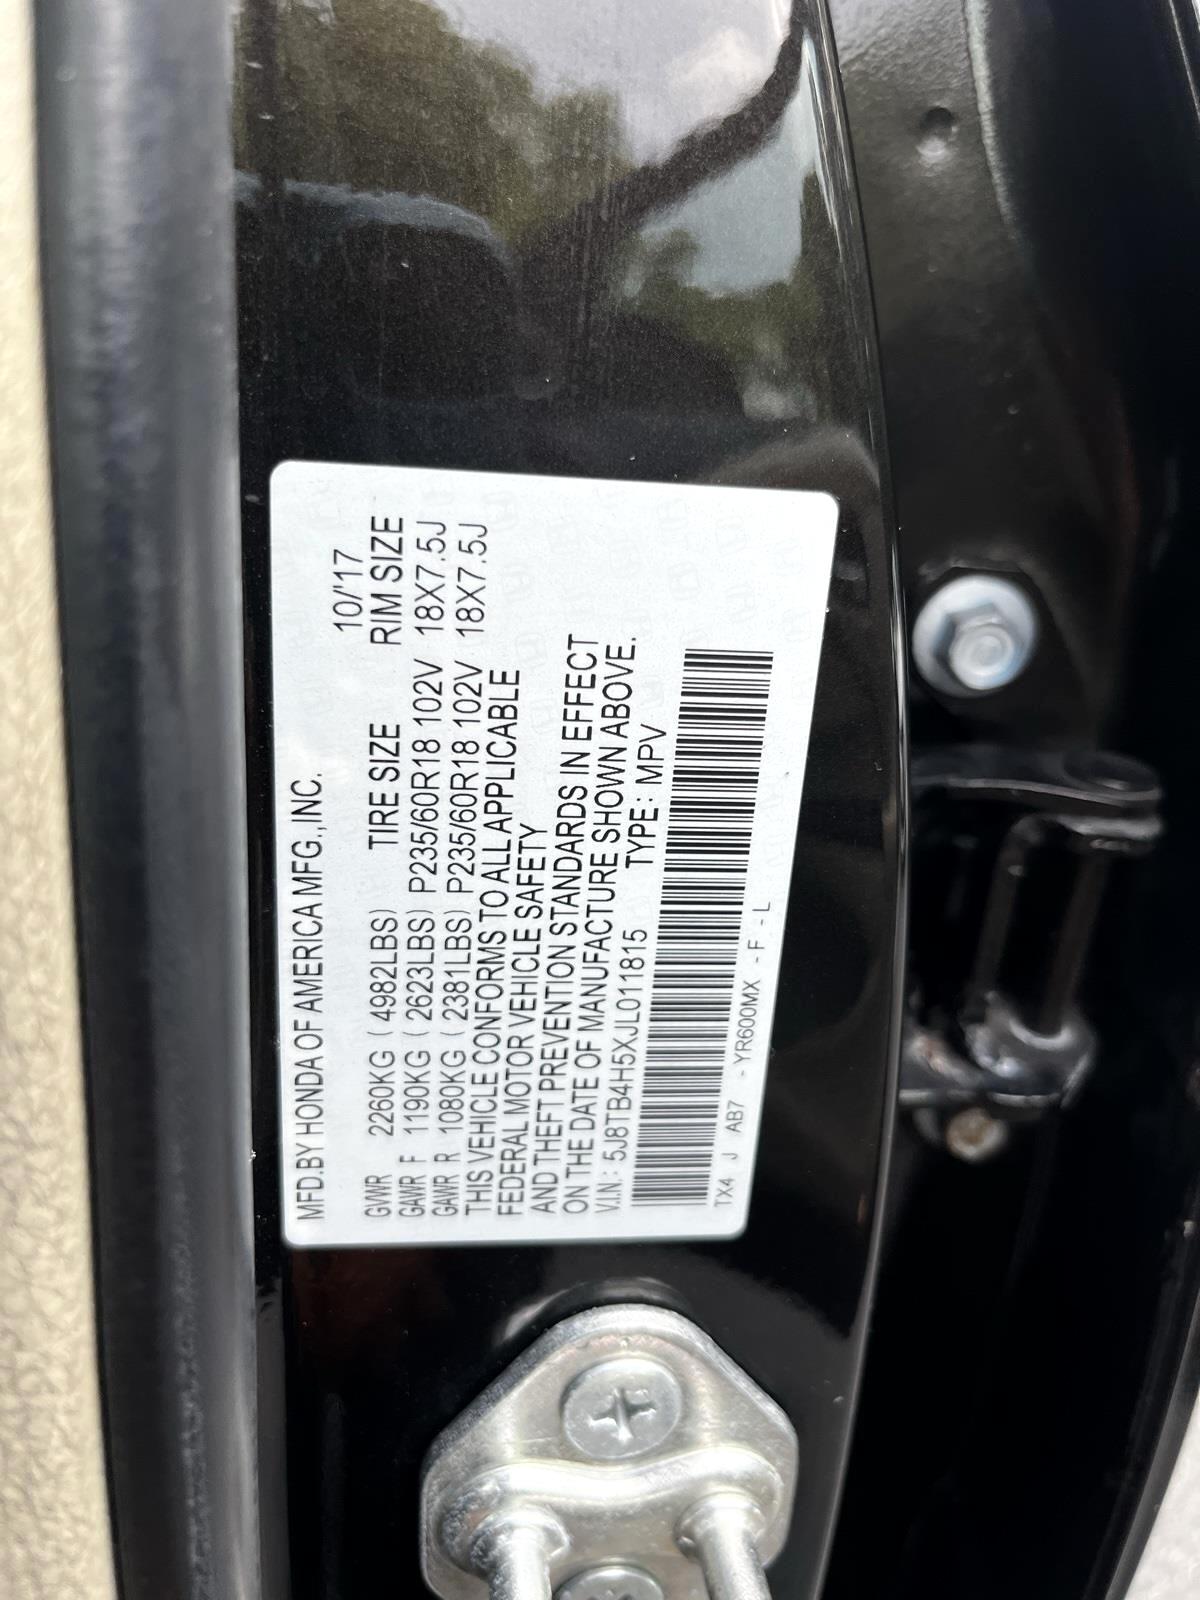 MFD.BY HONDA OF AMERICA MFG.,INC.
10/'17
TIRE SIZE RIM SIZE
GVWR 2260KG ( 4982LBS)
GAWR F 1190KG ( 2623LBS) P235/60R18 102V 18X7.5J
GAWR R 1080KG ( 2381LBS) P235/60R18 102V 18X7.5J
THIS VEHICLE CONFORMS TO ALL APPLICABLE
FEDERAL MOTOR VEHICLE SAFETY
AND THEFT PREVENTION STANDARDS IN EFFECT
ON THE DATE OF MANUFACTURE SHOWN ABOVE.
V.I.N.: 5J8TB4H5XJL011815 TYPE: MPV
TX4 J AB7 - YR600MX - F - L